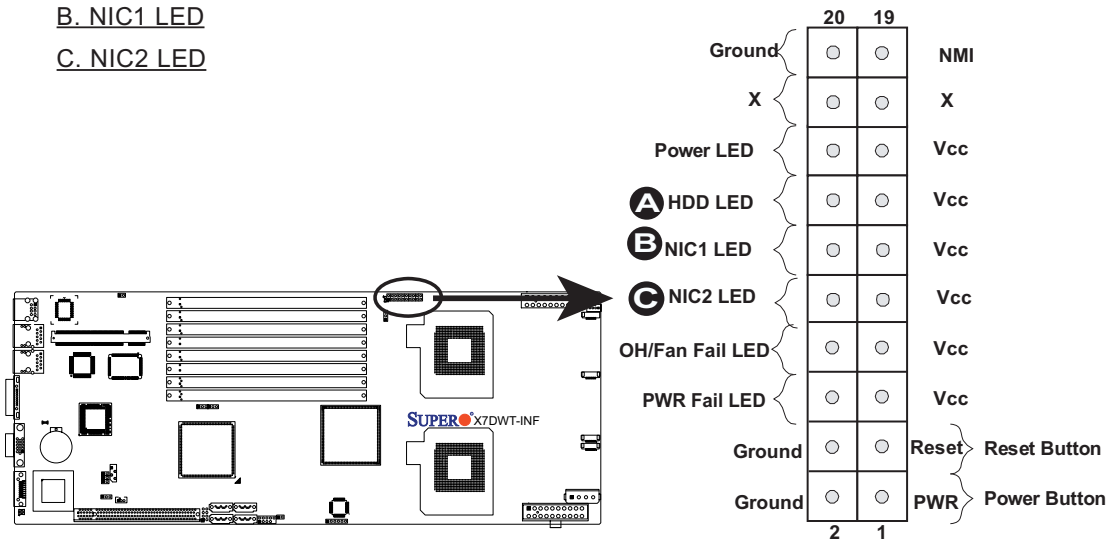 B. NIC1 LED
C. NIC2 LED
20 19
Ground NMI
X X
Power LED Vcc
A HDD LED Vcc
B NIC1 LED Vcc
C NIC2 LED Vcc
OH/Fan Fail LED Vcc
PWR Fail LED Vcc
Ground Reset Reset Button
Ground PWR Power Button
2 1
SUPER X7DWT-INF